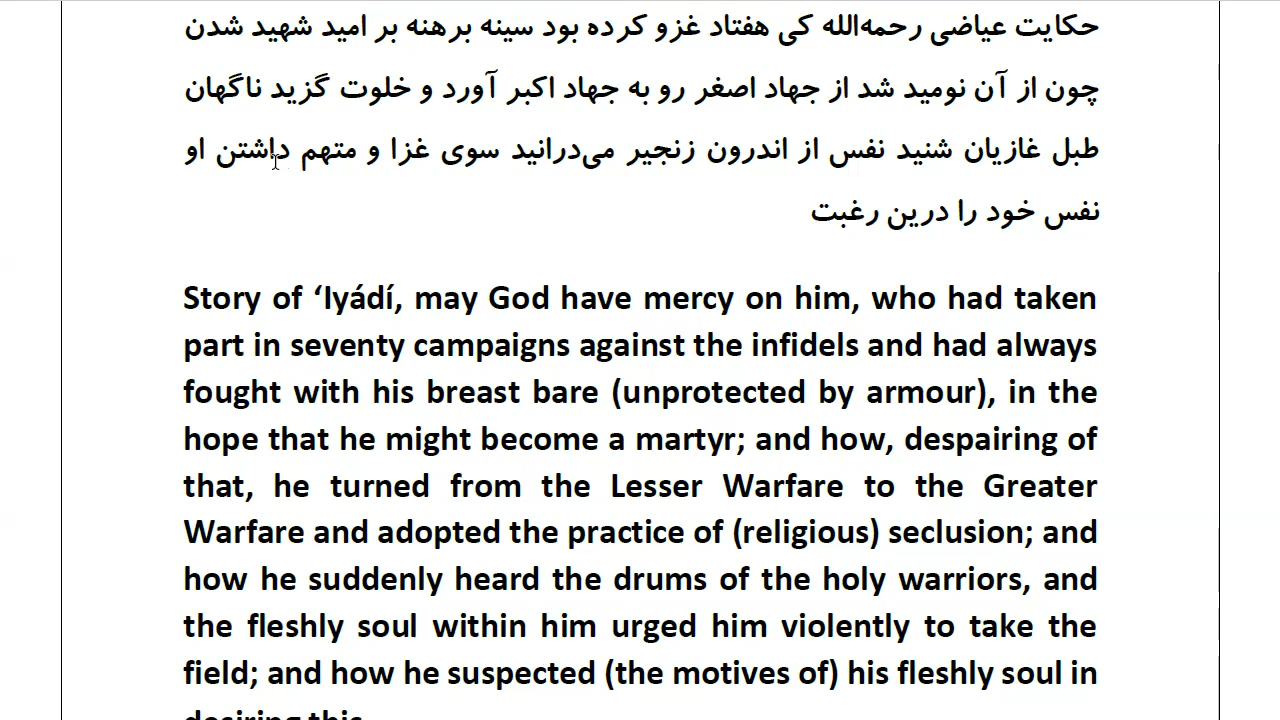 حکایت عیاضی رحمه‌الله کی هفتاد غزو کرده بود سینه برهنه بر امید شهید شدن
چون از آن نومید شد از جهاد اصغر رو به جهاد اکبر آورد و خلوت گزید ناگهان
طبل غازیان شنید نفس از اندرون زنجیر می‌درانید سوی غزا و متهم داشتن او
نفس خود را درین رغبت
Story of ‘Iyádí, may God have mercy on him, who had taken
part in seventy campaigns against the infidels and had always
fought with his breast bare (unprotected by armour), in the
hope that he might become a martyr; and how, despairing of
that, he turned from the Lesser Warfare to the Greater
Warfare and adopted the practice of (religious) seclusion; and
how he suddenly heard the drums of the holy warriors, and
the fleshly soul within him urged him violently to take the
field; and how he suspected (the motives of) his fleshly soul in
desiring this.